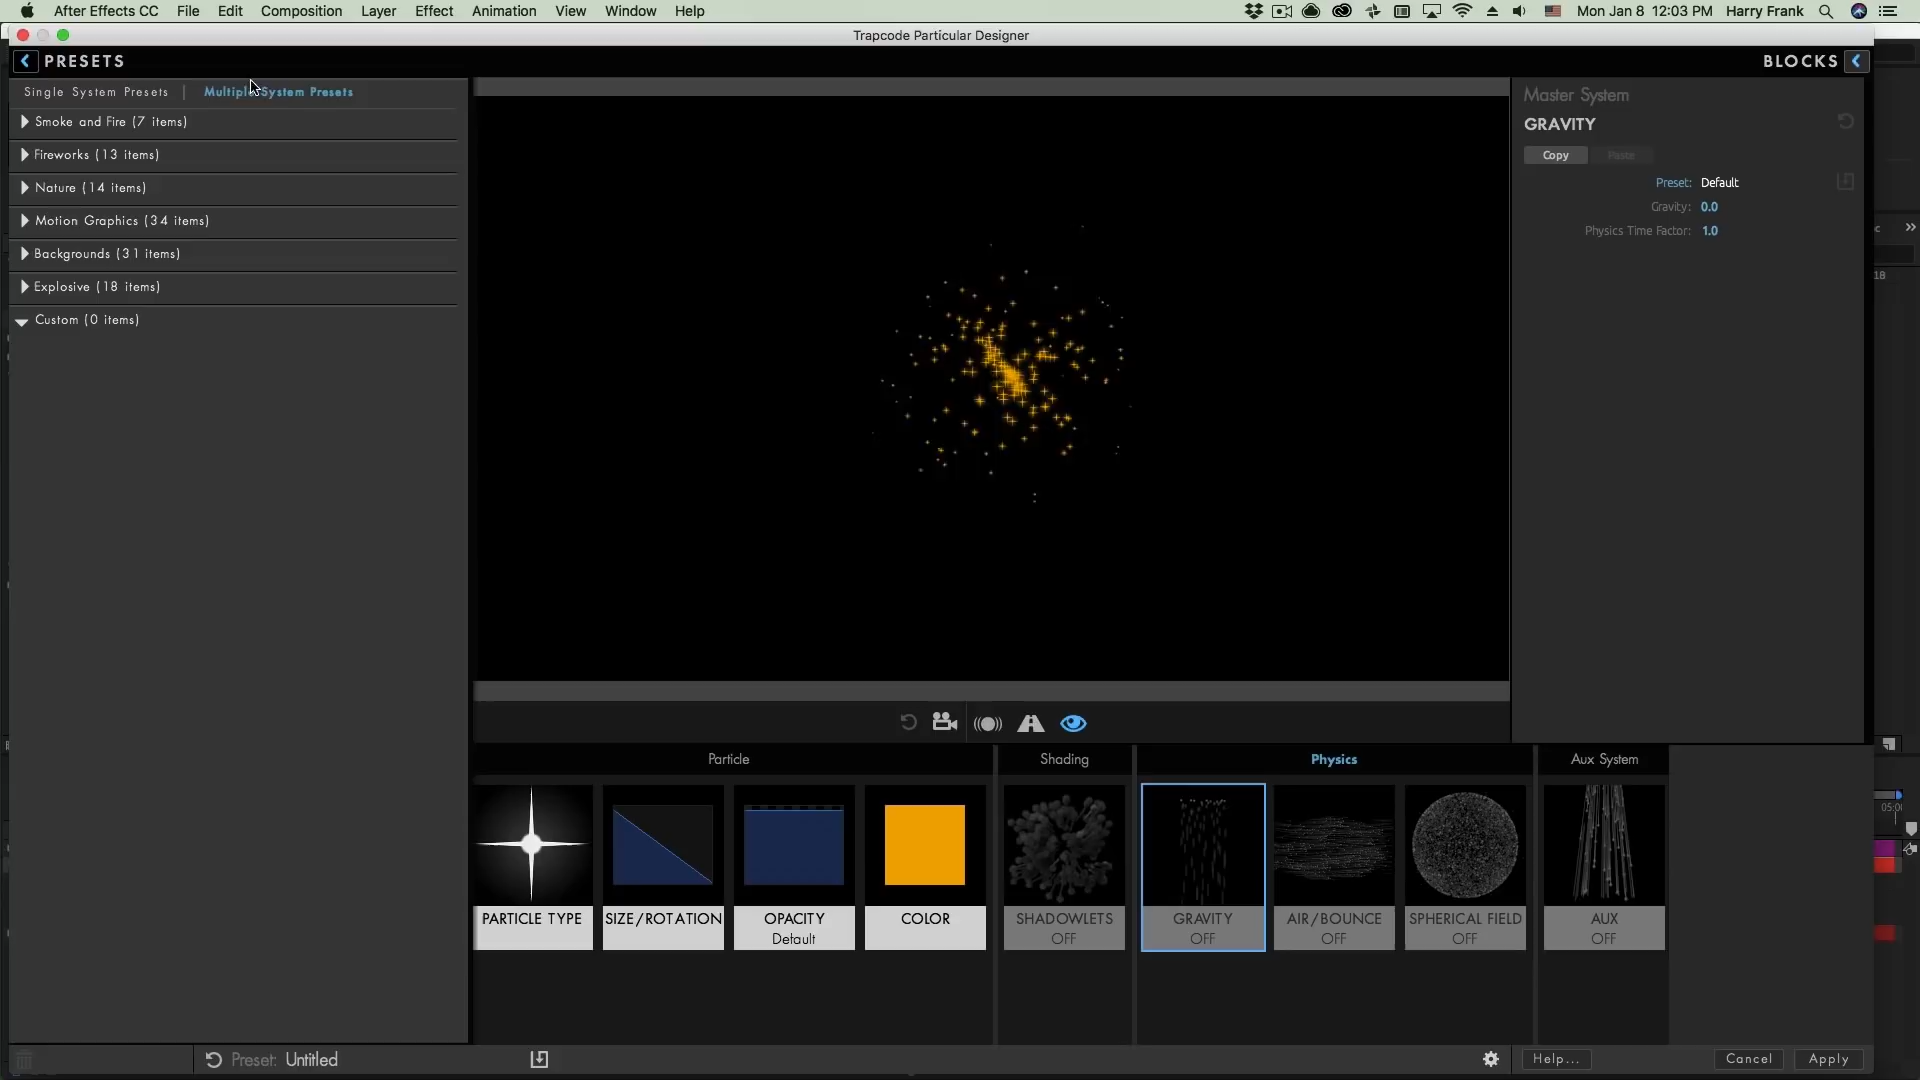 After Effects CC File Edit Composition Layer Effect Animation View Window Help Mon Jan 8 12:03 PM Harry Frank
Trapcode Particular Designer
PRESETS
BLOCKS
Single System Presets | Multiple System Presets
Smoke and Fire (7 items)
Fireworks (13 items)
Nature (14 items)
Motion Graphics (34 items)
Backgrounds (31 items)
Explosive (18 items)
Custom (0 items)
Master System
GRAVITY
Copy Paste
Preset: Default
Gravity: 0.0
Physics Time Factor: 1.0
18
Particle Shading Physics Aux System
05:00
PARTICLE TYPE SIZE/ROTATION OPACITY COLOR SHADOWLETS GRAVITY AIR/BOUNCE SPHERICAL FIELD AUX
Default OFF OFF OFF OFF OFF
Preset: Untitled
Help... Cancel Apply